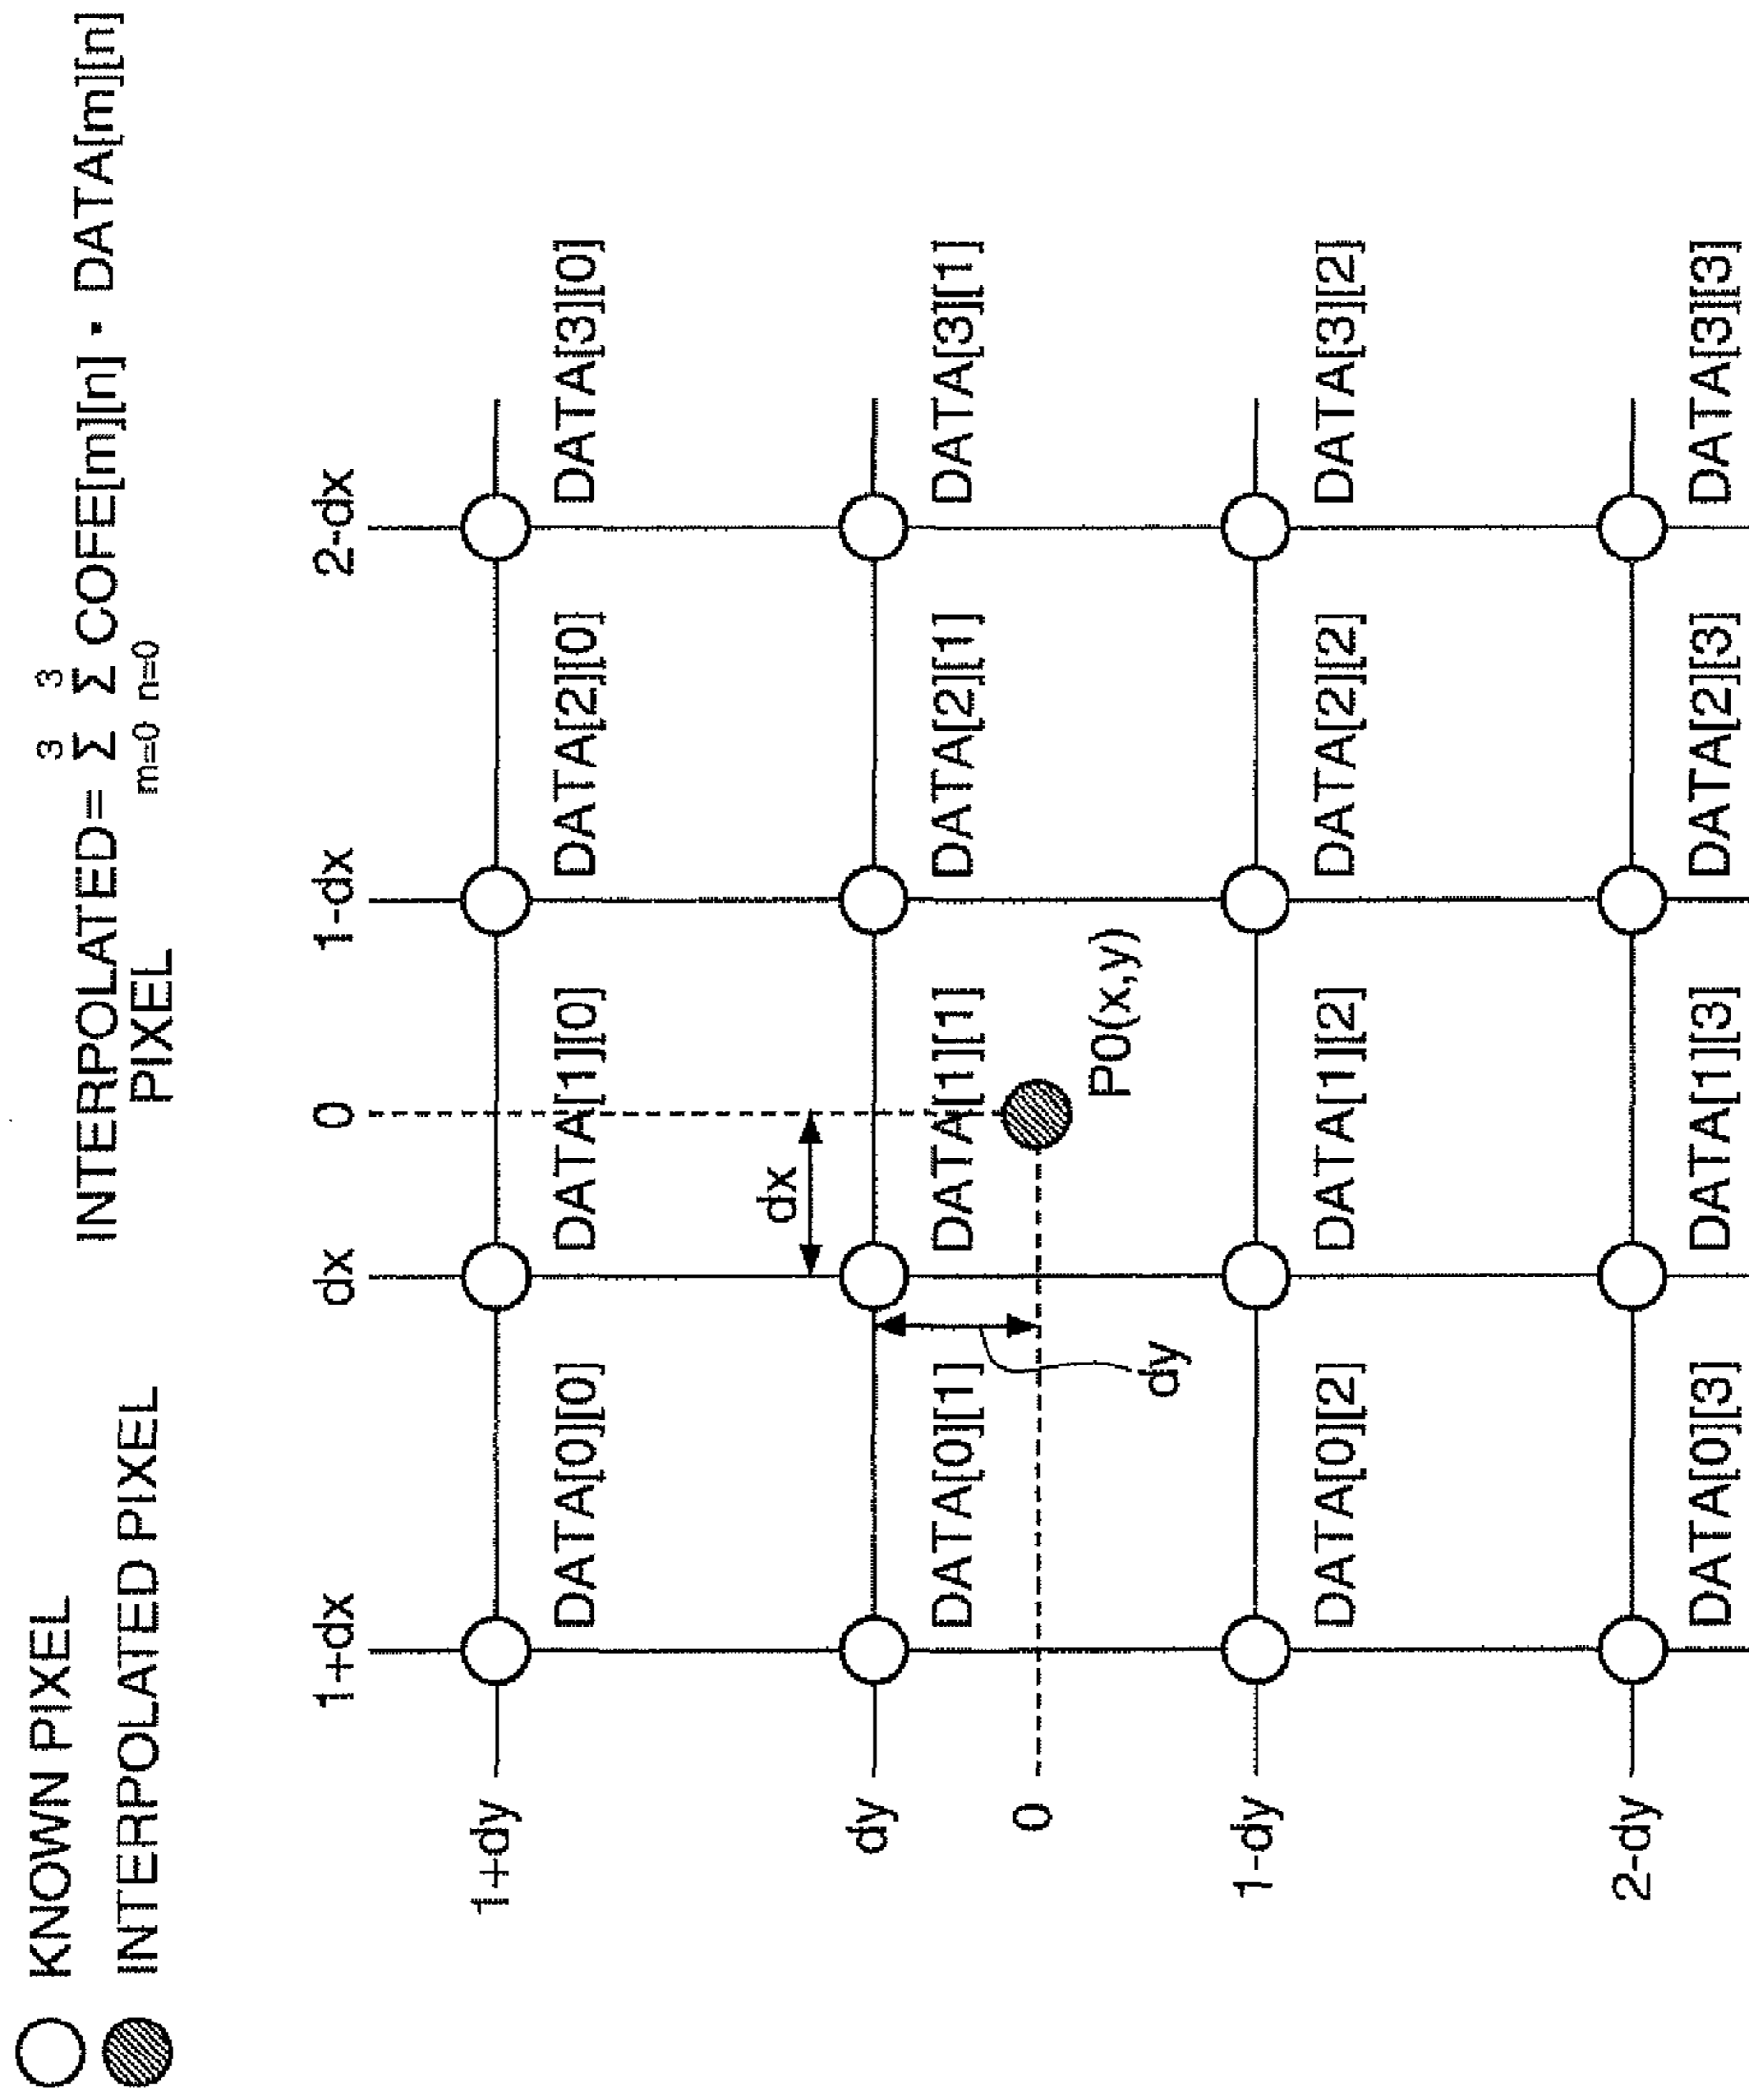 KNOWN PIXEL
INTERPOLATED PIXEL
INTERPOLATED= Σ Σ COFE[m][n] · DATA[m][n]
3 3
m=0 n=0
PIXEL
1+dx dx 0 1-dx 2-dx
1+dy
DATA[0][0] DATA[1][0] DATA[2][0] DATA[3][0]
dx
dy
DATA[0][1] DATA[1][1] DATA[2][1] DATA[3][1]
0
P0(x,y)
dy
1-dy
DATA[0][2] DATA[1][2] DATA[2][2] DATA[3][2]
2-dy
DATA[0][3] DATA[1][3] DATA[2][3] DATA[3][3]